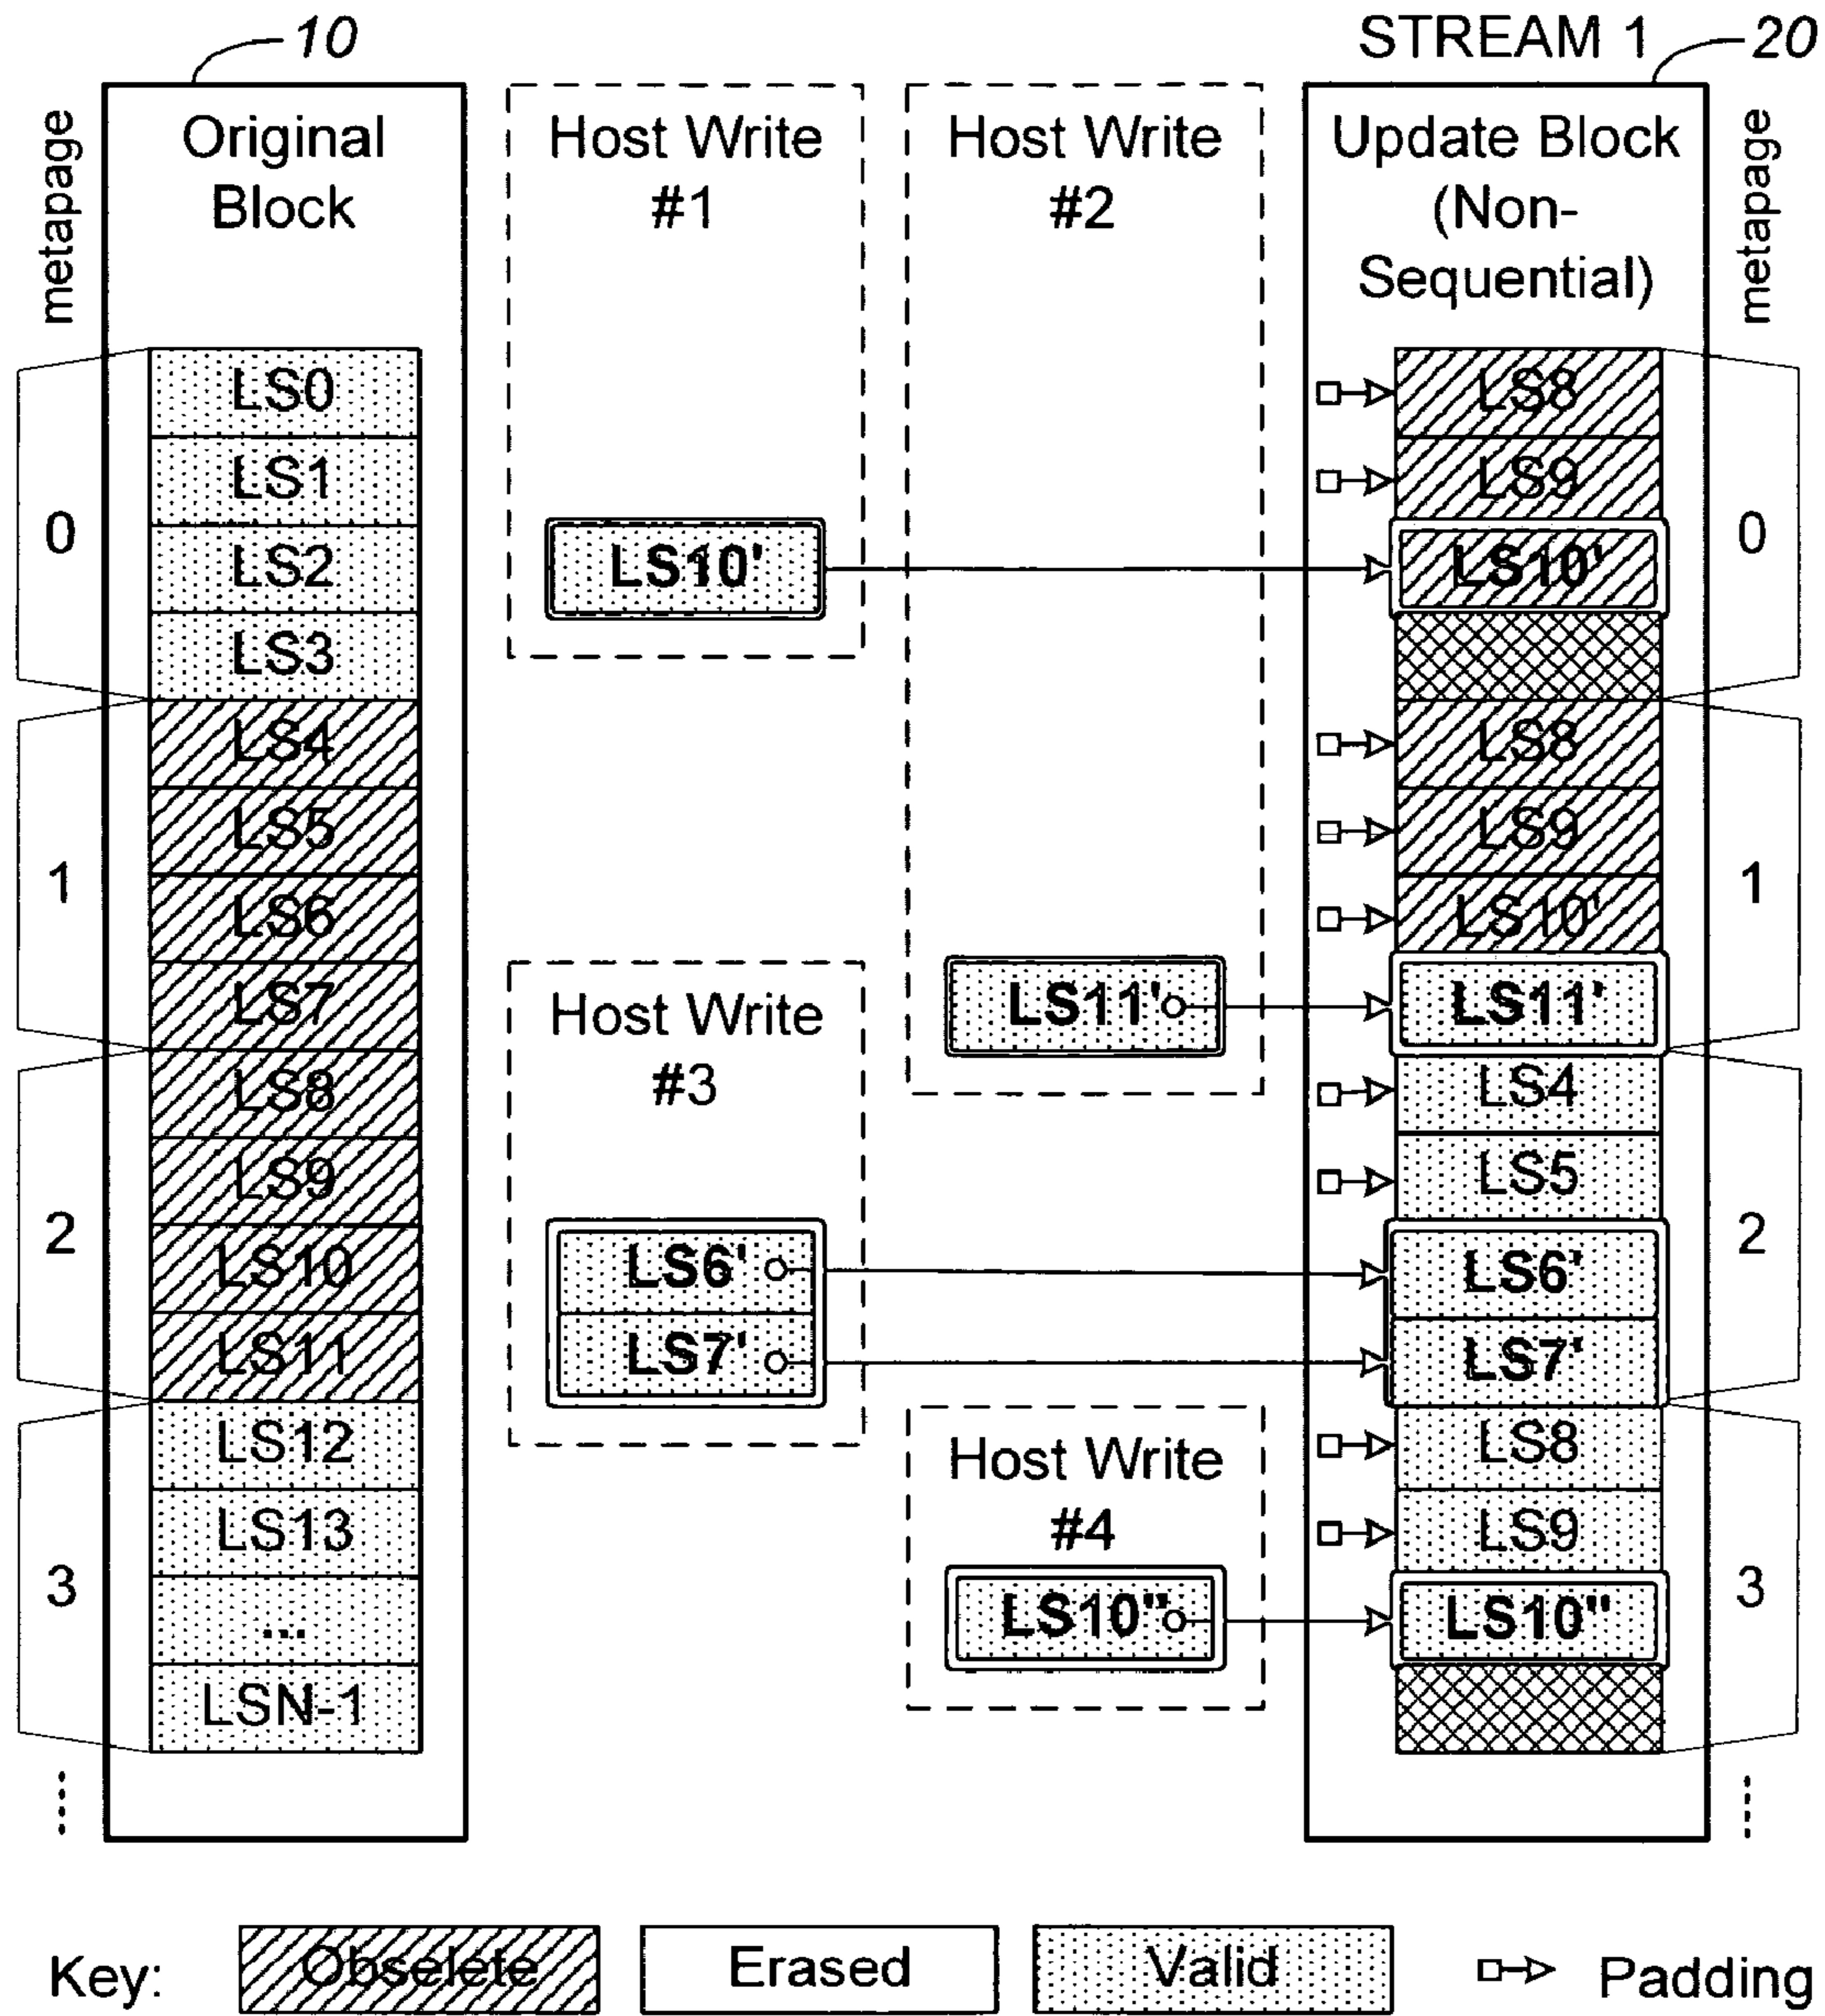 10
STREAM 1
20
metapage
Original
Block
Host Write
#1
Host Write
#2
Update Block
(Non-
Sequential)
metapage
0
LS0
LS1
LS2
LS3
LS10'
LS8
LS9
LS10'
0
1
LS4
LS5
LS6
LS7
LS11'
LS8
LS9
LS10'
LS11'
1
2
LS8
LS9
LS10
LS11
Host Write
#3
LS6'
LS7'
LS4
LS5
LS6'
LS7'
2
3
LS12
LS13
...
LSN-1
....
Host Write
#4
LS10"
LS8
LS9
LS10"
3
....
Key:
Obselete
Erased
Valid
Padding